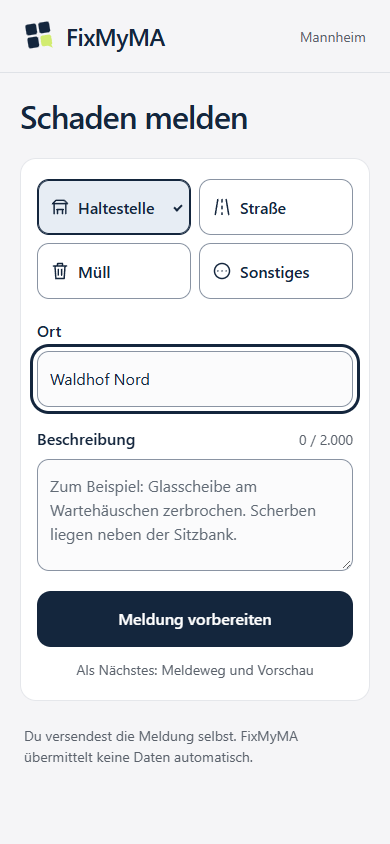 FixMyMA
Mannheim
Schaden melden
Haltestelle
Straße
Müll
Sonstiges
Ort
Waldhof Nord
Beschreibung
0 / 2.000
Zum Beispiel: Glasscheibe am
Wartehäuschen zerbrochen. Scherben
liegen neben der Sitzbank.
Meldung vorbereiten
Als Nächstes: Meldeweg und Vorschau
Du versendest die Meldung selbst. FixMyMA
übermittelt keine Daten automatisch.